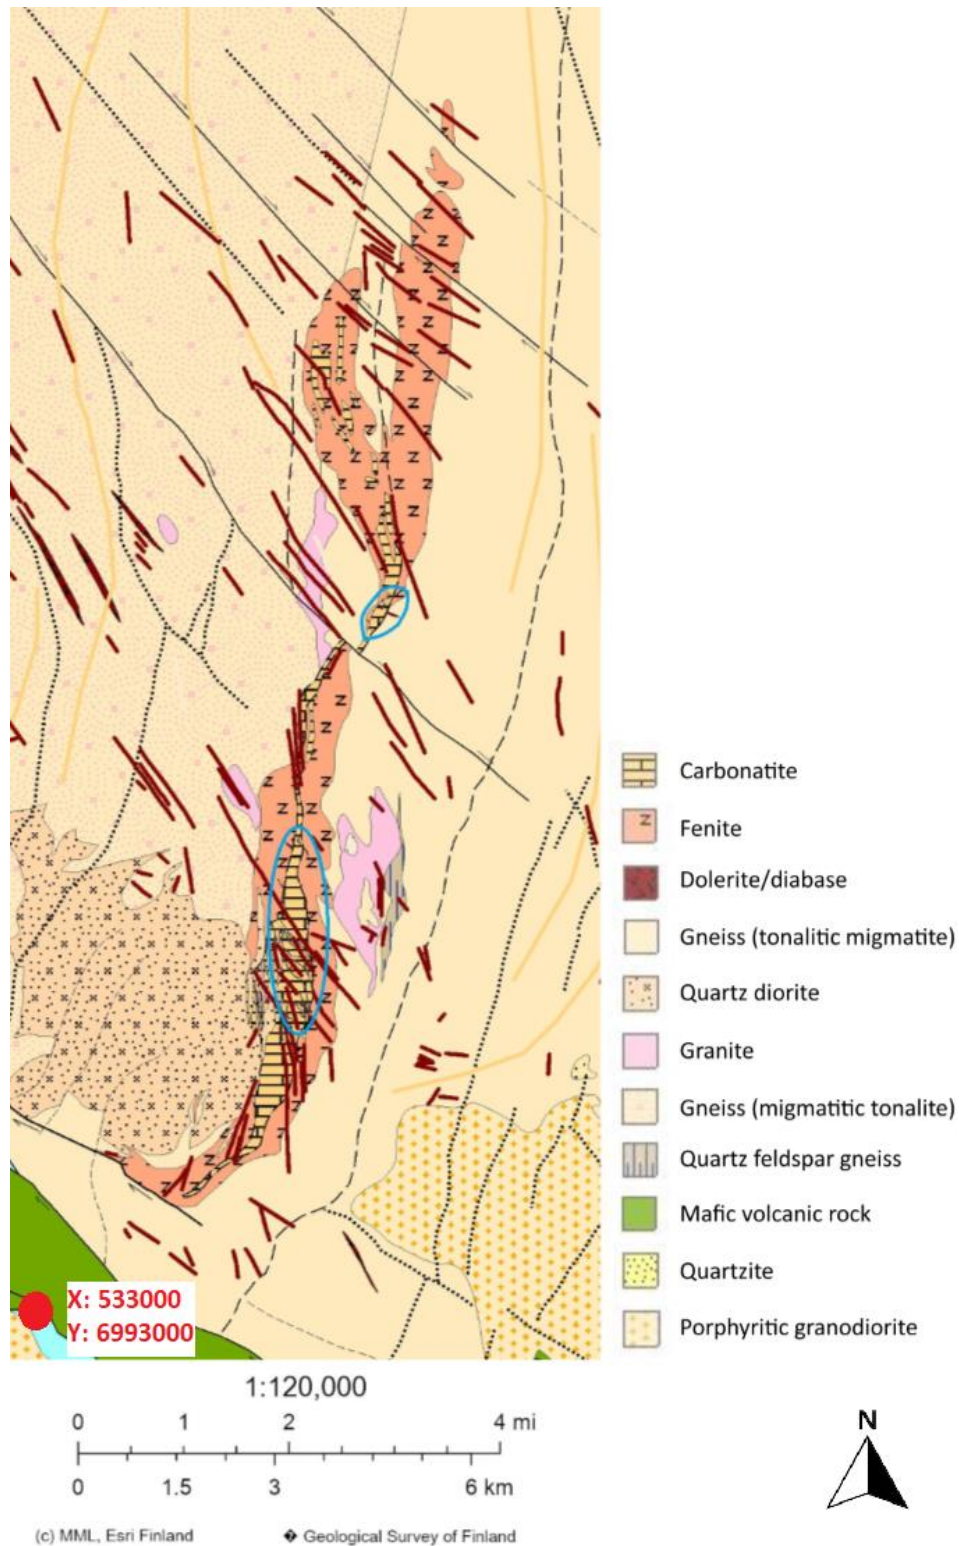 Carbonatite
Fenite
Dolerite/diabase
Gneiss (tonalitic migmatite)
Quartz diorite
Granite
Gneiss (migmatitic tonalite)
Quartz feldspar gneiss
Mafic volcanic rock
Quartzite
Porphyritic granodiorite
X: 533000
Y: 6993000
1:120,000
0 1 2 4 mi
0 1.5 3 6 km
N
(c) MML, Esri Finland
Geological Survey of Finland